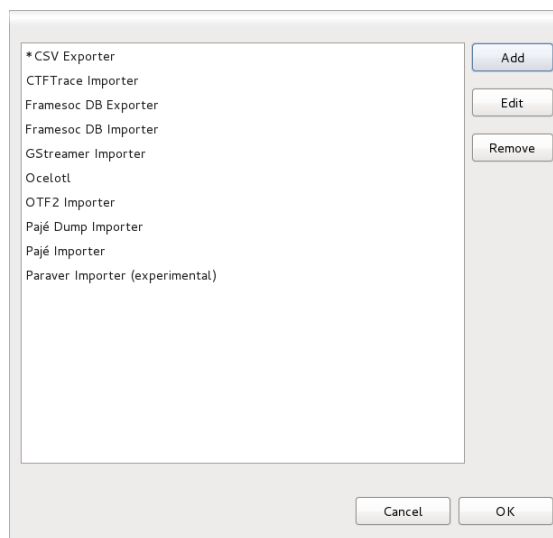 *CSV Exporter
CTFTrace Importer
Framesoc DB Exporter
Framesoc DB Importer
GStreamer Importer
Ocelotl
OTF2 Importer
Pajé Dump Importer
Pajé Importer
Paraver Importer (experimental)
Add
Edit
Remove
Cancel
OK